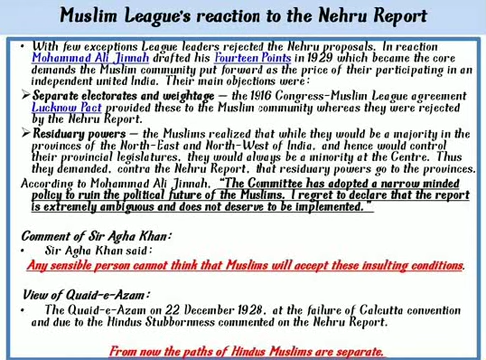 Muslim League's reaction to the Nehru Report
• With few exceptions League leaders rejected the Nehru proposals. In reaction
Mohammad Ali Jinnah drafted his Fourteen Points in 1929 which became the core
demands the Muslim community put forward as the price of their participating in an
independent united India. Their main objections were:
➢ Separate electorates and weightage – the 1916 Congress-Muslim League agreement
Lucknow Pact provided these to the Muslim community whereas they were rejected
by the Nehru Report.
➢ Residuary powers – the Muslims realized that while they would be a majority in the
provinces of the North-East and North-West of India, and hence would control
their provincial legislatures, they would always be a minority at the Centre. Thus
they demanded, contra the Nehru Report, that residuary powers go to the provinces.
According to Mohammad Ali Jinnah, "The Committee has adopted a narrow minded
policy to ruin the political future of the Muslims. I regret to declare that the report
is extremely ambiguous and does not deserve to be implemented."
Comment of Sir Agha Khan:
• Sir Agha Khan said:
Any sensible person cannot think that Muslims will accept these insulting conditions.
View of Quaid-e-Azam:
• The Quaid-e-Azam on 22 December 1928, at the failure of Calcutta convention
and due to the Hindus Stubbornness commented on the Nehru Report.
From now the paths of Hindus Muslims are separate.